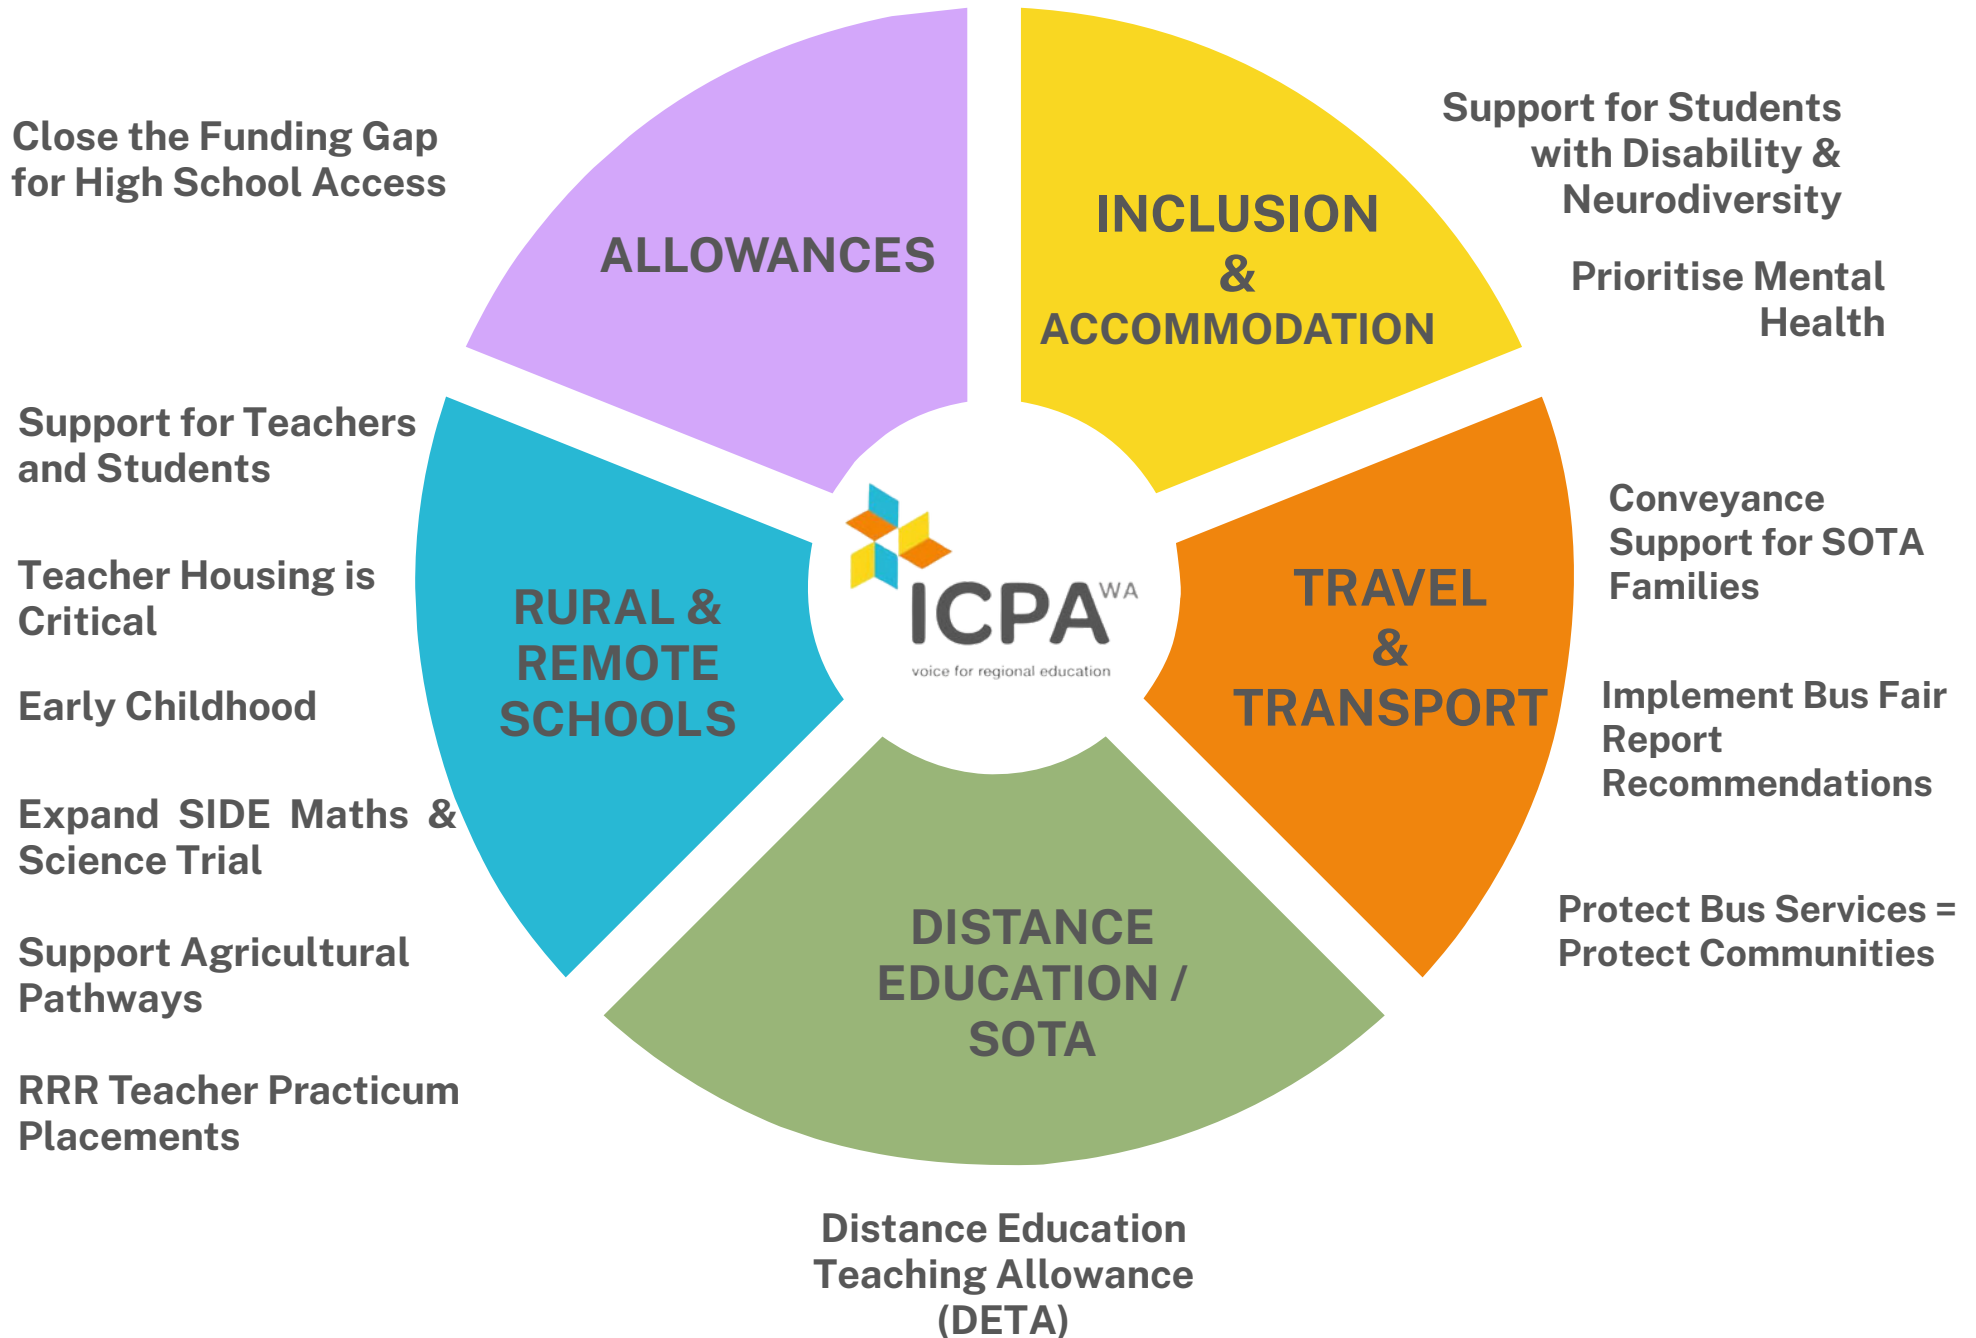 Close the Funding Gap
for High School Access
ALLOWANCES
INCLUSION
&
ACCOMMODATION
Support for Students
with Disability &
Neurodiversity
Prioritise Mental
Health
Support for Teachers
and Students
Teacher Housing is
Critical
Early Childhood
Expand SIDE Maths &
Science Trial
Support Agricultural
Pathways
RRR Teacher Practicum
Placements
RURAL &
REMOTE
SCHOOLS
ICPA WA
voice for regional education
TRAVEL
&
TRANSPORT
Conveyance
Support for SOTA
Families
Implement Bus Fair
Report
Recommendations
Protect Bus Services =
Protect Communities
DISTANCE
EDUCATION /
SOTA
Distance Education
Teaching Allowance
(DETA)